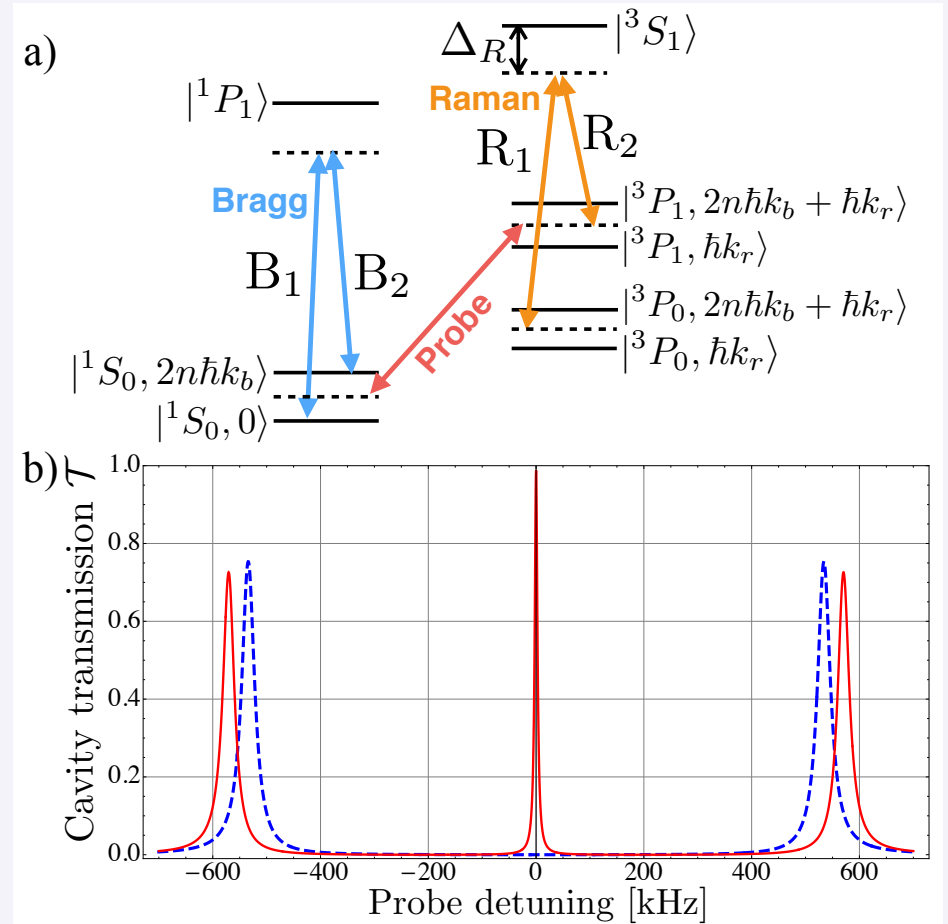 a)
Δ_R
|³S₁⟩
|¹P₁⟩
Raman
R₁
R₂
Bragg
B₁
B₂
|³P₁, 2nℏk_b + ℏk_r⟩
|³P₁, ℏk_r⟩
Probe
|³P₀, 2nℏk_b + ℏk_r⟩
|³P₀, ℏk_r⟩
|¹S₀, 2nℏk_b⟩
|¹S₀, 0⟩
b)
Cavity transmission 𝒯
1.0
0.8
0.6
0.4
0.2
0.0
−600 −400 −200 0 200 400 600
Probe detuning [kHz]